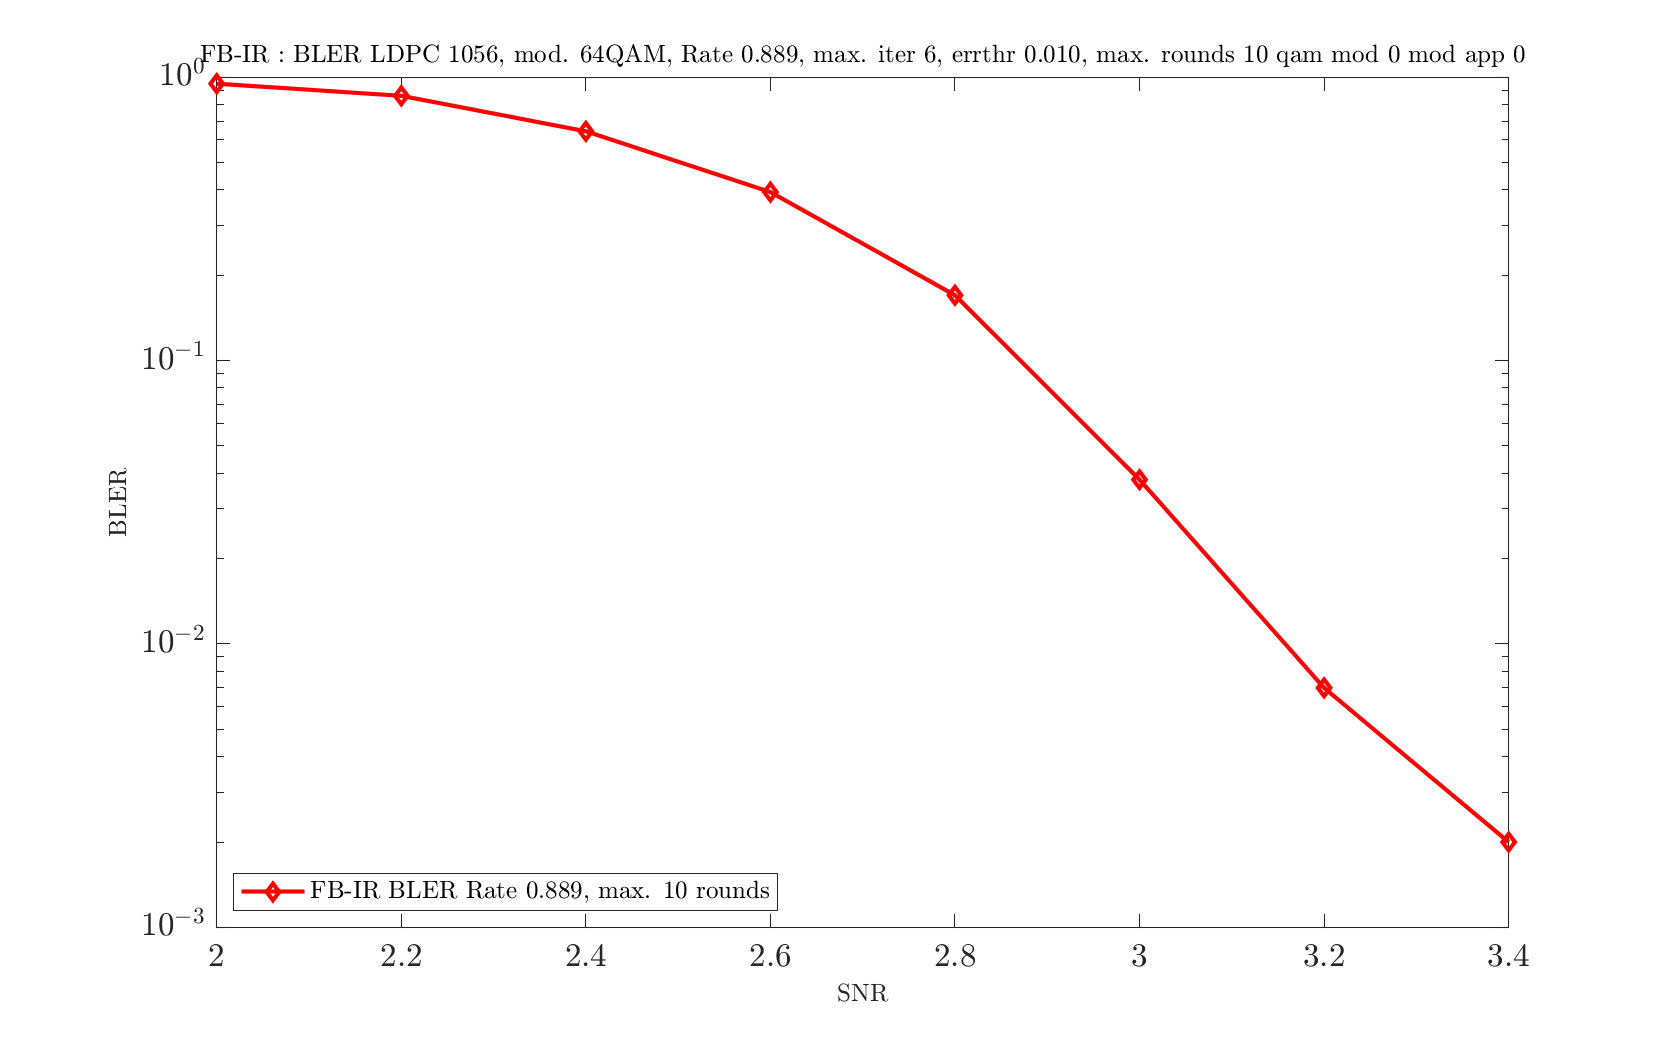 FB-IR : BLER LDPC 1056, mod. 64QAM, Rate 0.889, max. iter 6, errthr 0.010, max. rounds 10 qam mod 0 mod app 0
10⁰
10⁻¹
10⁻²
10⁻³
BLER
FB-IR BLER Rate 0.889, max. 10 rounds
2 2.2 2.4 2.6 2.8 3 3.2 3.4
SNR